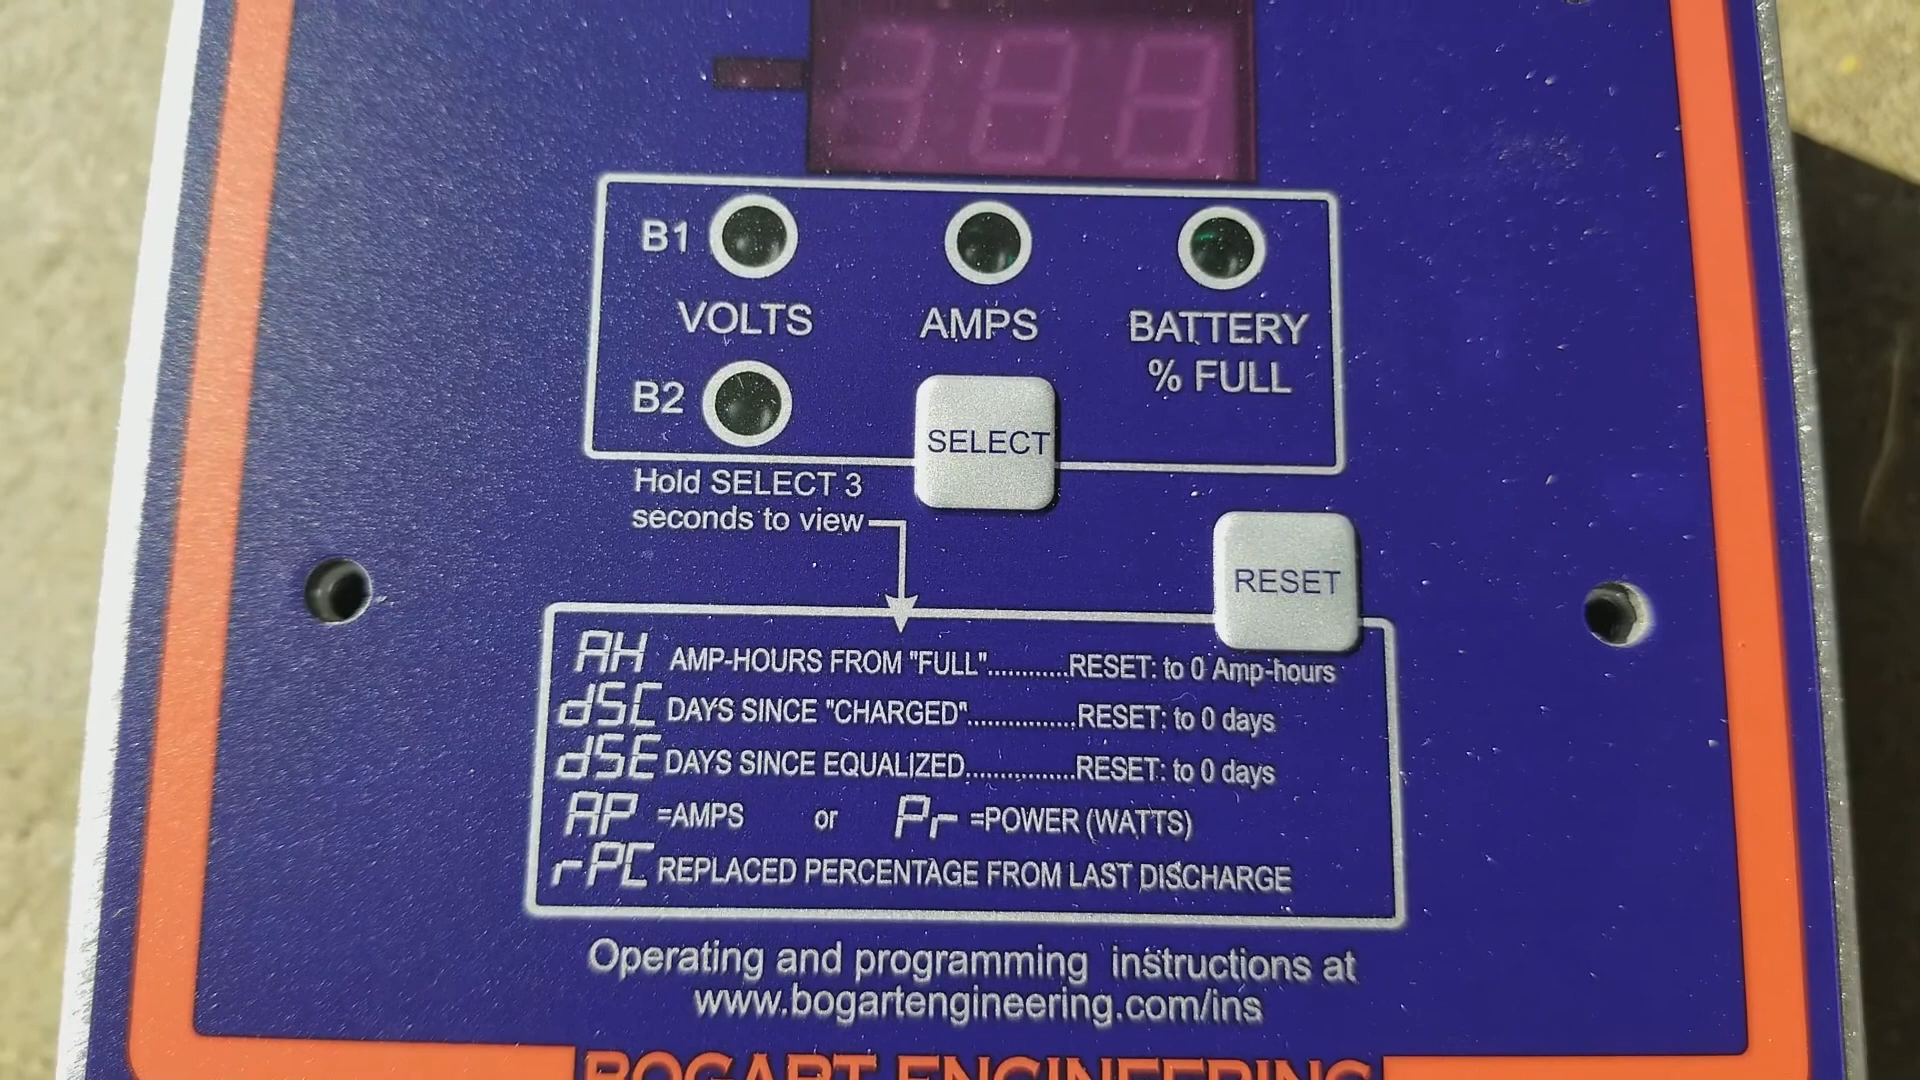 B1
VOLTS AMPS BATTERY
% FULL
B2
SELECT
Hold SELECT 3
seconds to view
RESET
AH AMP-HOURS FROM "FULL"............RESET: to 0 Amp-hours
dSC DAYS SINCE "CHARGED"................RESET: to 0 days
dSE DAYS SINCE EQUALIZED.................RESET: to 0 days
AP =AMPS or Pr =POWER (WATTS)
rPC REPLACED PERCENTAGE FROM LAST DISCHARGE
Operating and programming instructions at
www.bogartengineering.com/ins
BOGART ENGINEERING